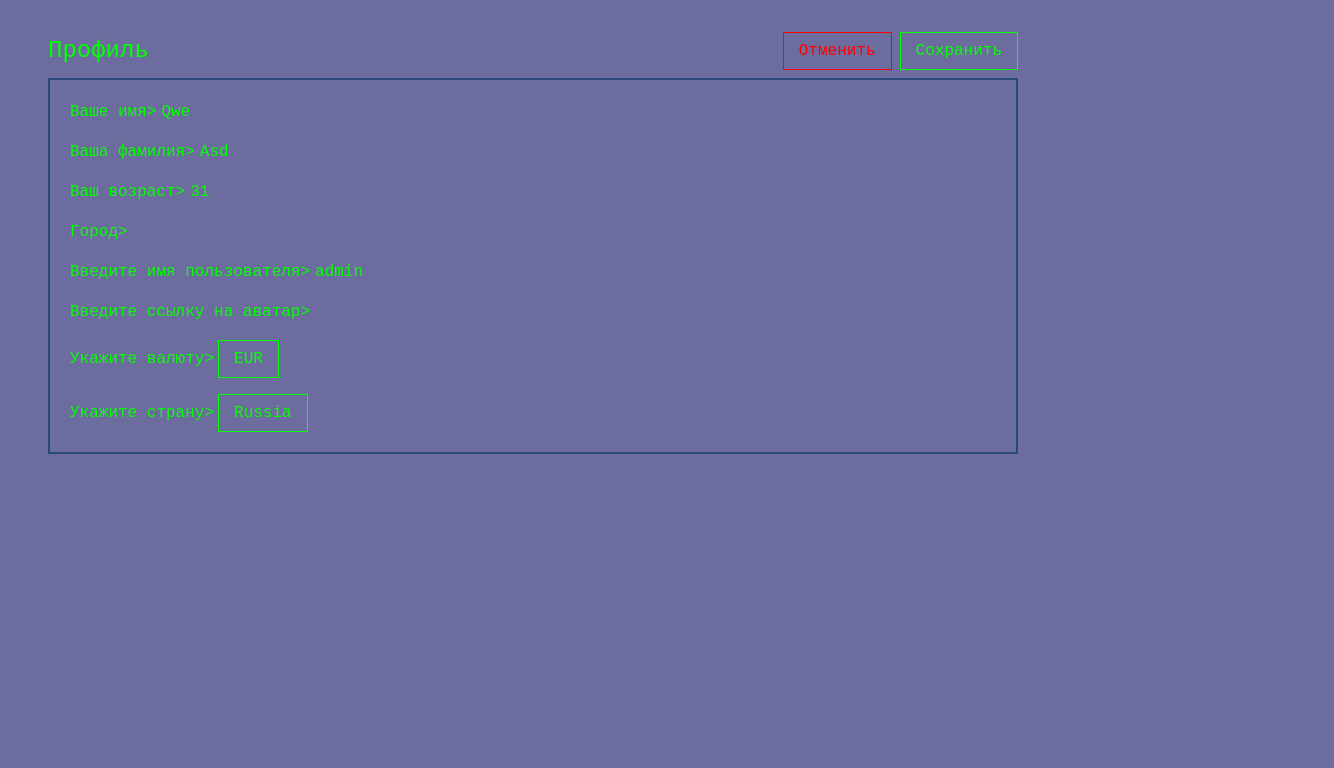 Профиль
Отменить
Сохранить
Ваше имя> Qwe
Ваша фамилия> Asd
Ваш возраст> 31
Город>
Введите имя пользователя> admin
Введите ссылку на аватар>
Укажите валюту> EUR
Укажите страну> Russia